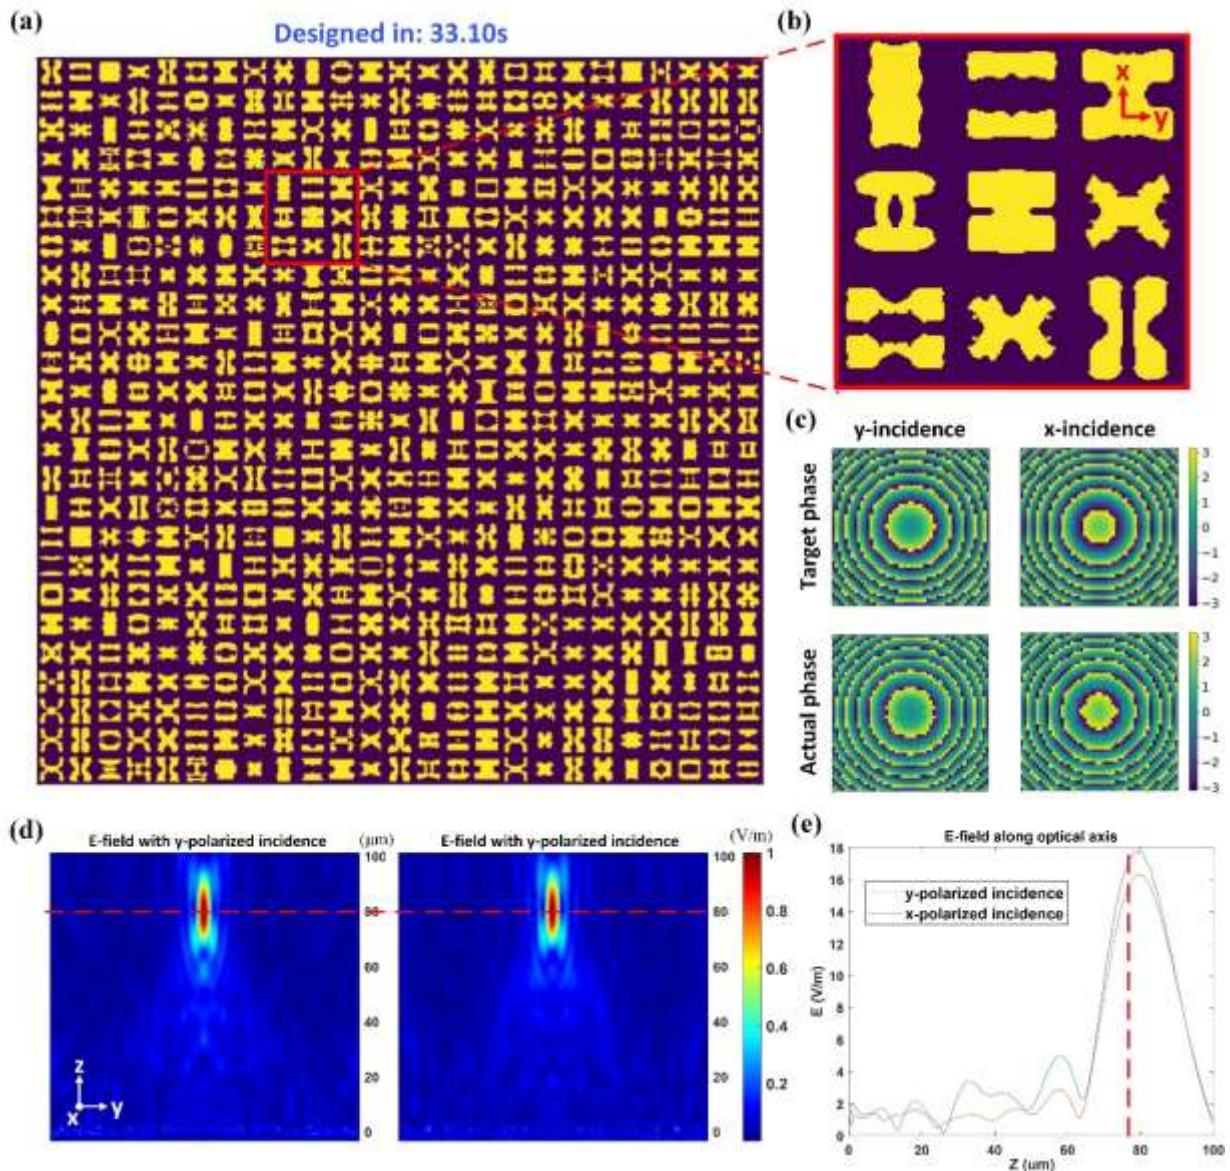 (a)
Designed in: 33.10s
(b)
x
y
(c)
y-incidence
x-incidence
Target phase
3
2
1
0
−1
−2
−3
Actual phase
3
2
1
0
−1
−2
−3
(d)
E-field with y-polarized incidence
(μm)
100
80
60
40
20
0
z
x
y
E-field with y-polarized incidence
(V/m)
100
80
60
40
20
0
1
0.8
0.6
0.4
0.2
(e)
E-field along optical axis
y-polarized incidence
x-polarized incidence
E (V/m)
18
16
14
12
10
8
6
4
2
0
0
20
40
60
80
100
Z (um)